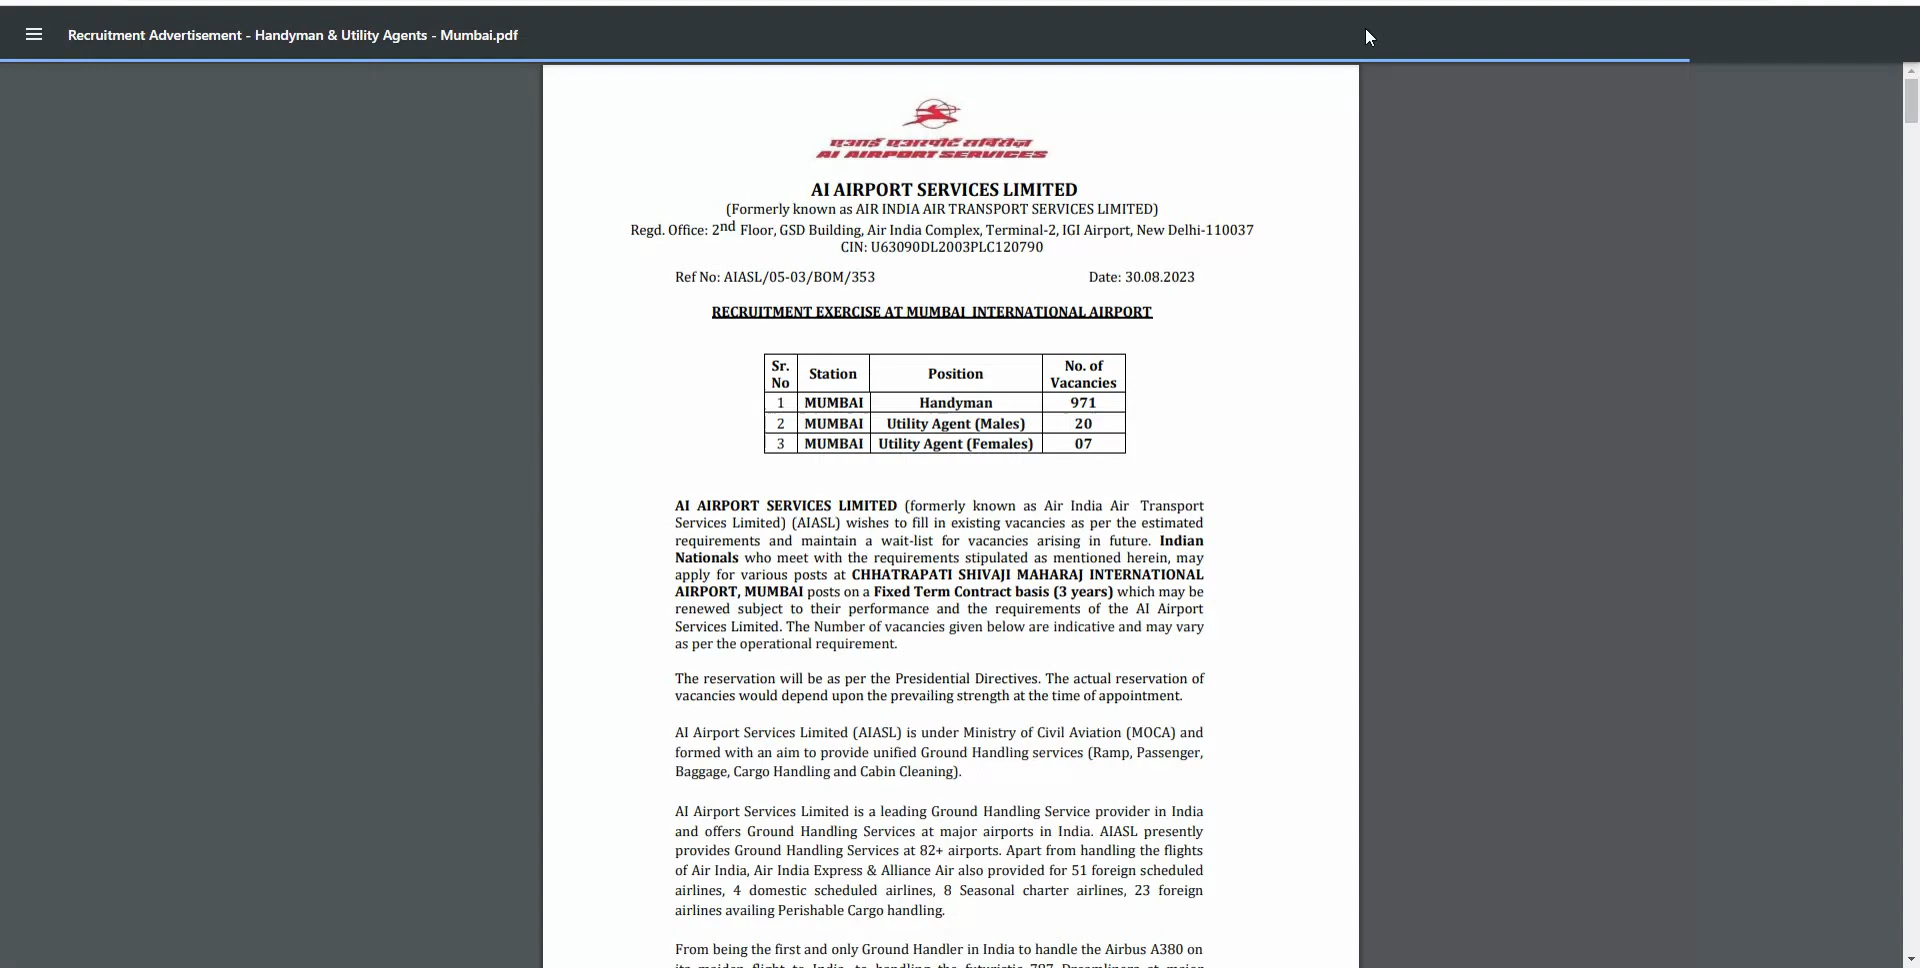 Recruitment Advertisement - Handyman & Utility Agents - Mumbai.pdf
एआई एअरपोर्ट सर्विसेज़
AI AIRPORT SERVICES
AI AIRPORT SERVICES LIMITED
(Formerly known as AIR INDIA AIR TRANSPORT SERVICES LIMITED)
Regd. Office: 2nd Floor, GSD Building, Air India Complex, Terminal-2, IGI Airport, New Delhi-110037
CIN: U63090DL2003PLC120790
Ref No: AIASL/05-03/BOM/353 Date: 30.08.2023
RECRUITMENT EXERCISE AT MUMBAI INTERNATIONAL AIRPORT
Sr. No Station Position No. of Vacancies
1 MUMBAI Handyman 971
2 MUMBAI Utility Agent (Males) 20
3 MUMBAI Utility Agent (Females) 07
AI AIRPORT SERVICES LIMITED (formerly known as Air India Air Transport
Services Limited) (AIASL) wishes to fill in existing vacancies as per the estimated
requirements and maintain a wait-list for vacancies arising in future. Indian
Nationals who meet with the requirements stipulated as mentioned herein, may
apply for various posts at CHHATRAPATI SHIVAJI MAHARAJ INTERNATIONAL
AIRPORT, MUMBAI posts on a Fixed Term Contract basis (3 years) which may be
renewed subject to their performance and the requirements of the AI Airport
Services Limited. The Number of vacancies given below are indicative and may vary
as per the operational requirement.
The reservation will be as per the Presidential Directives. The actual reservation of
vacancies would depend upon the prevailing strength at the time of appointment.
AI Airport Services Limited (AIASL) is under Ministry of Civil Aviation (MOCA) and
formed with an aim to provide unified Ground Handling services (Ramp, Passenger,
Baggage, Cargo Handling and Cabin Cleaning).
AI Airport Services Limited is a leading Ground Handling Service provider in India
and offers Ground Handling Services at major airports in India. AIASL presently
provides Ground Handling Services at 82+ airports. Apart from handling the flights
of Air India, Air India Express & Alliance Air also provided for 51 foreign scheduled
airlines, 4 domestic scheduled airlines, 8 Seasonal charter airlines, 23 foreign
airlines availing Perishable Cargo handling.
From being the first and only Ground Handler in India to handle the Airbus A380 on